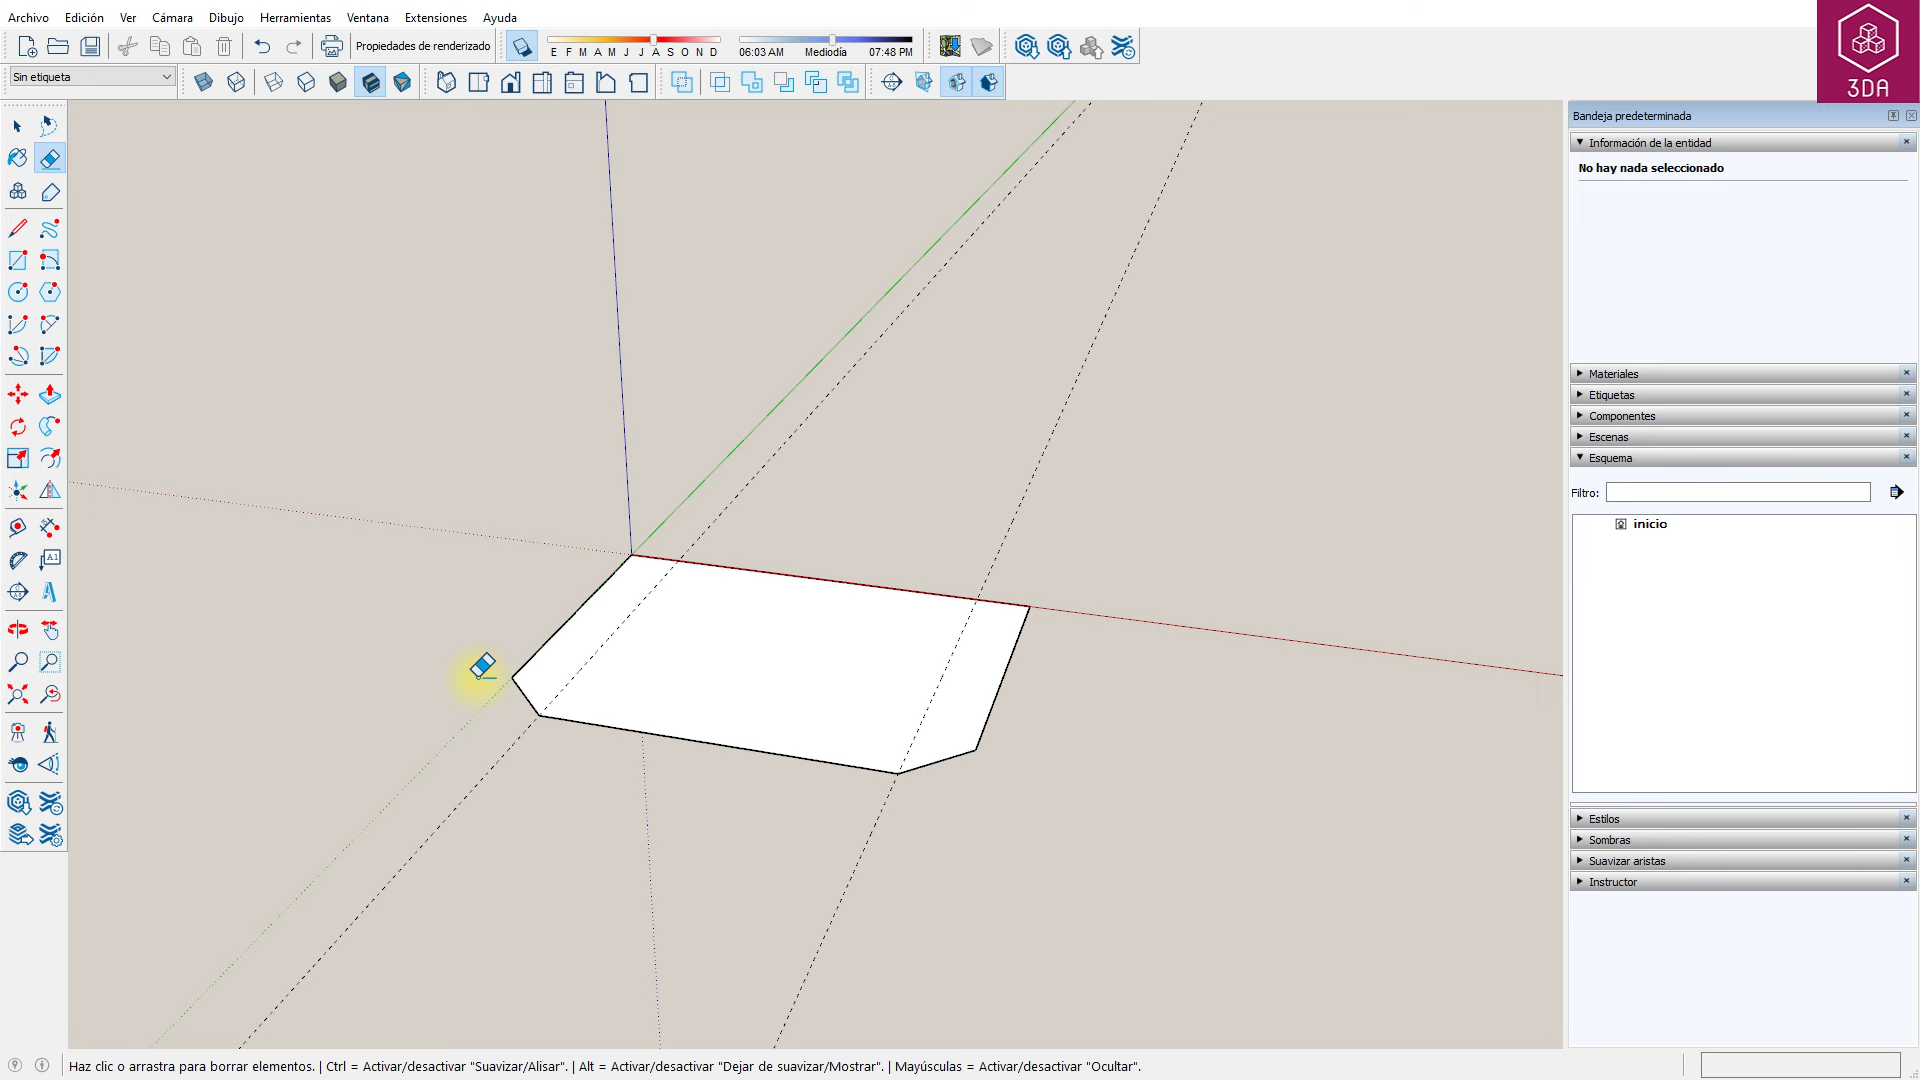 Archivo Edición Ver Cámara Dibujo Herramientas Ventana Extensiones Ayuda
Propiedades de renderizado
E F M A M J J A S O N D
06:03 AM Mediodía 07:48 PM
3DA
Sin etiqueta
Bandeja predeterminada
Información de la entidad
No hay nada seleccionado
Materiales
Etiquetas
Componentes
Escenas
Esquema
Filtro:
inicio
Estilos
Sombras
Suavizar aristas
Instructor
A1
Haz clic o arrastra para borrar elementos. | Ctrl = Activar/desactivar "Suavizar/Alisar". | Alt = Activar/desactivar "Dejar de suavizar/Mostrar". | Mayúsculas = Activar/desactivar "Ocultar".